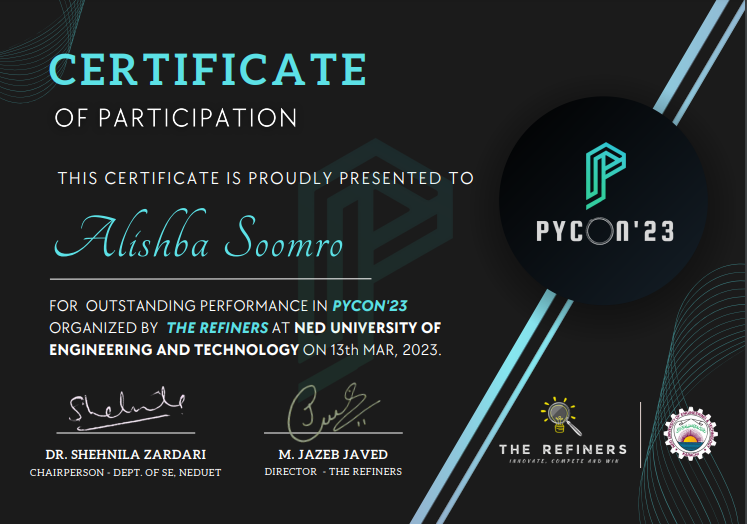 CERTIFICATE
OF PARTICIPATION
THIS CERTIFICATE IS PROUDLY PRESENTED TO
Alishba Soomro
PYCON'23
FOR OUTSTANDING PERFORMANCE IN PYCON'23
ORGANIZED BY THE REFINERS AT NED UNIVERSITY OF
ENGINEERING AND TECHNOLOGY ON 13th MAR, 2023.
DR. SHEHNILA ZARDARI
CHAIRPERSON - DEPT. OF SE, NEDUET
M. JAZEB JAVED
DIRECTOR - THE REFINERS
THE REFINERS
INNOVATE, COMPETE AND WIN